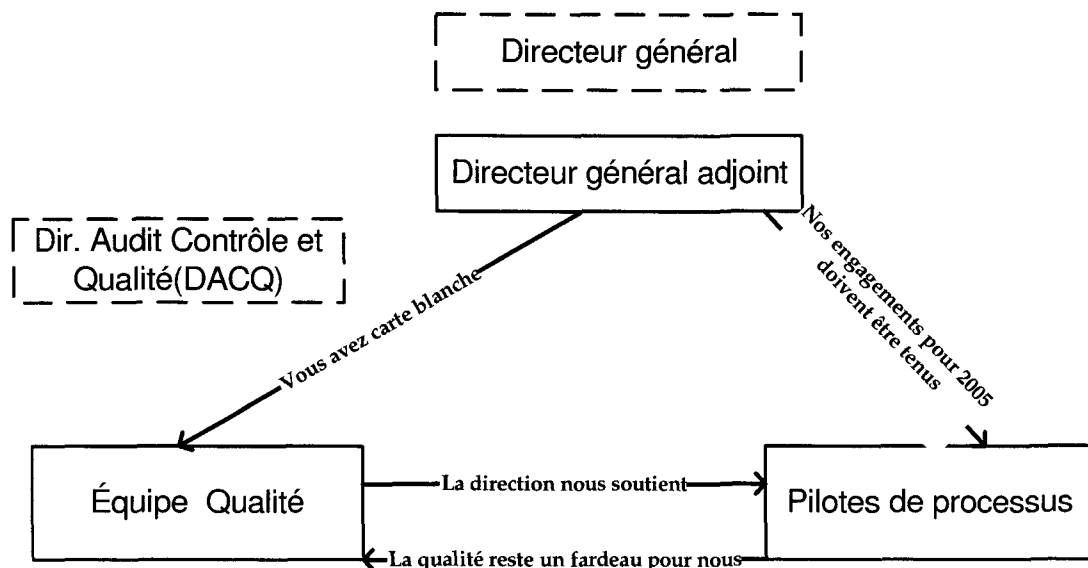 Directeur général
Directeur général adjoint
Dir. Audit Contrôle et
Qualité(DACQ)
Vous avez carte blanche
Nos engagements pour 2005
doivent être tenus
Équipe Qualité
La direction nous soutient
Pilotes de processus
La qualité reste un fardeau pour nous